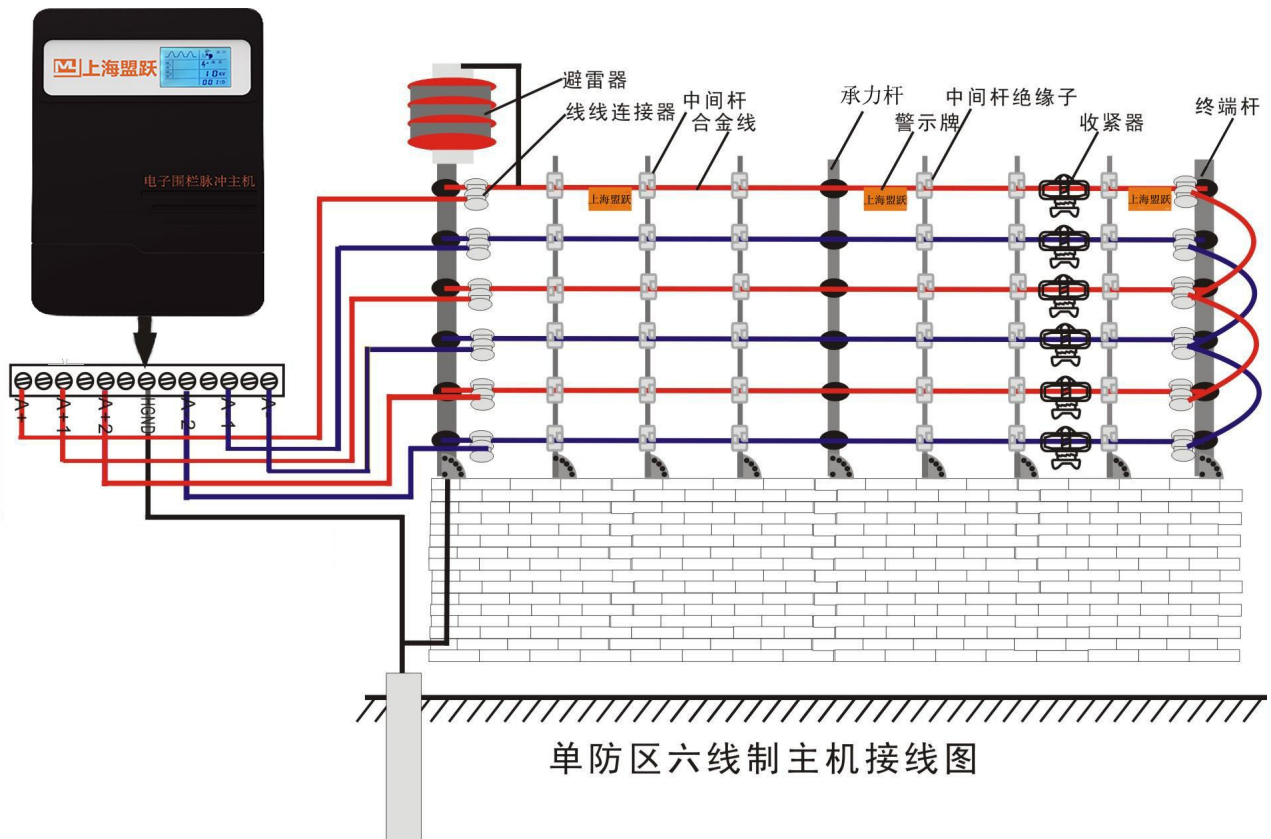 上海盟跃
4
10KV
电子围栏脉冲主机
避雷器
线线连接器
中间杆
合金线
承力杆
警示牌
中间杆绝缘子
收紧器
终端杆
上海盟跃
上海盟跃
上海盟跃
A+
A+1
A+2
HGND
A-2
A-1
A-
单防区六线制主机接线图